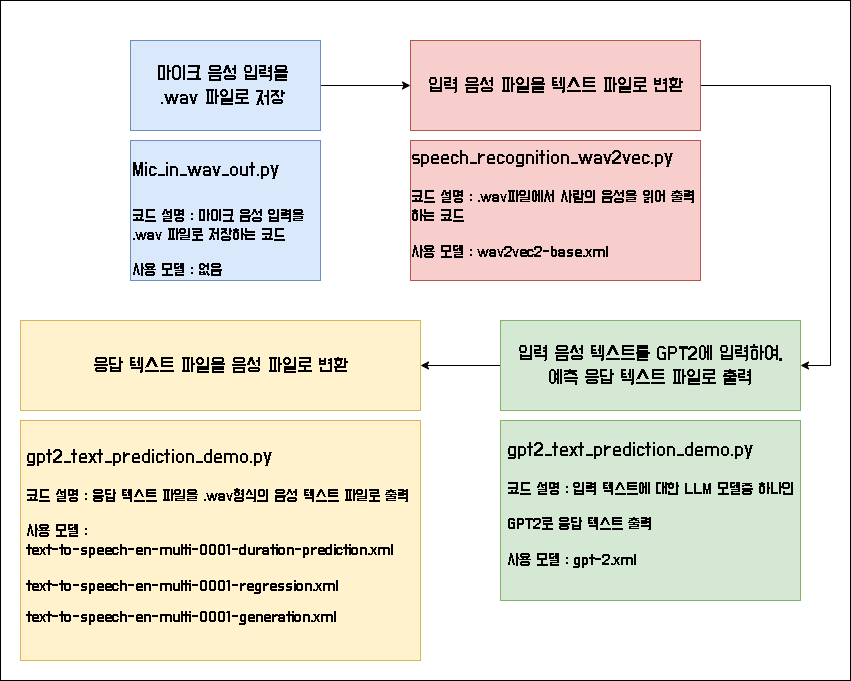 마이크 음성 입력을
.wav 파일로 저장
입력 음성 파일을 텍스트 파일로 변환
Mic_in_wav_out.py
코드 설명 : 마이크 음성 입력을
.wav 파일로 저장하는 코드
사용 모델 : 없음
speech_recognition_wav2vec.py
코드 설명 : .wav파일에서 사람의 음성을 읽어 출력
하는 코드
사용 모델 : wav2vec2-base.xml
입력 음성 텍스트를 GPT2에 입력하여,
예측 응답 텍스트 파일로 출력
gpt2_text_prediction_demo.py
코드 설명 : 입력 텍스트에 대한 LLM 모델중 하나인
GPT2로 응답 텍스트 출력
사용 모델 : gpt-2.xml
응답 텍스트 파일을 음성 파일로 변환
gpt2_text_prediction_demo.py
코드 설명 : 응답 텍스트 파일을 .wav형식의 음성 텍스트 파일로 출력
사용 모델 :
text-to-speech-en-multi-0001-duration-prediction.xml
text-to-speech-en-multi-0001-regression.xml
text-to-speech-en-multi-0001-generation.xml